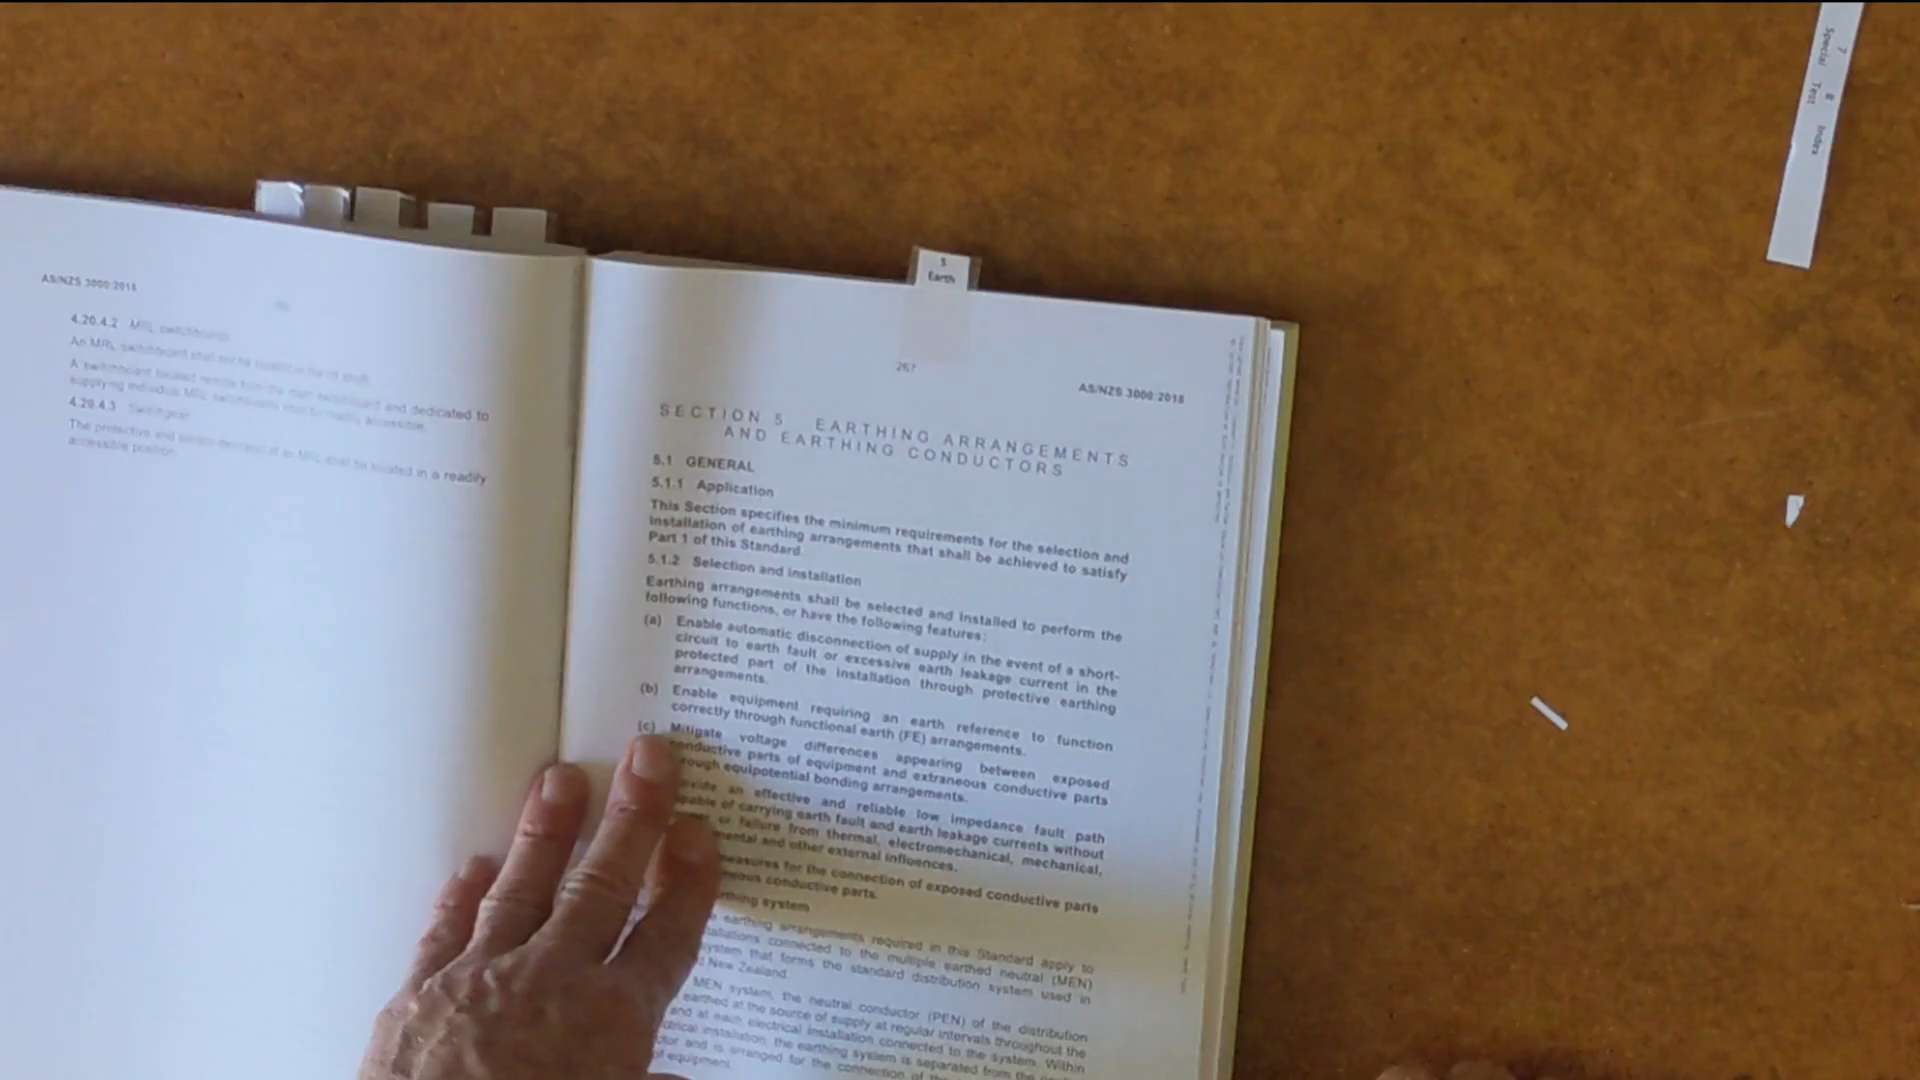 AS/NZS 3000:2018
4.20.4.2 MRL switchboards
An MRL switchboard shall not be located in the lift shaft.
A switchboard located remote from the main switchboard and dedicated to
supplying individual MRL switchboards shall be readily accessible.
4.20.4.3 Switchgear
The protective and control devices of an MRL shall be located in a readily
accessible position.
5
Earth
267
AS/NZS 3000:2018
SECTION 5 EARTHING ARRANGEMENTS
AND EARTHING CONDUCTORS
5.1 GENERAL
5.1.1 Application
This Section specifies the minimum requirements for the selection and
installation of earthing arrangements that shall be achieved to satisfy
Part 1 of this Standard.
5.1.2 Selection and installation
Earthing arrangements shall be selected and installed to perform the
following functions, or have the following features:
(a) Enable automatic disconnection of supply in the event of a short-
circuit to earth fault or excessive earth leakage current in the
protected part of the installation through protective earthing
arrangements.
(b) Enable equipment requiring an earth reference to function
correctly through functional earth (FE) arrangements.
(c) Mitigate voltage differences appearing between exposed
conductive parts of equipment and extraneous conductive parts
through equipotential bonding arrangements.
an effective and reliable low impedance fault path
of carrying earth fault and earth leakage currents without
or failure from thermal, electromechanical, mechanical,
and other external influences.
measures for the connection of exposed conductive parts
conductive parts.
system
earthing arrangements required in this Standard apply to
connected to the multiple earthed neutral (MEN)
system that forms the standard distribution system used in
New Zealand.
MEN system, the neutral conductor (PEN) of the distribution
earthed at the source of supply at regular intervals throughout the
and at each electrical installation connected to the system. Within
installation, the earthing system is separated from the
and is arranged for the connection of the
of equipment.
7 8
Special Test Index